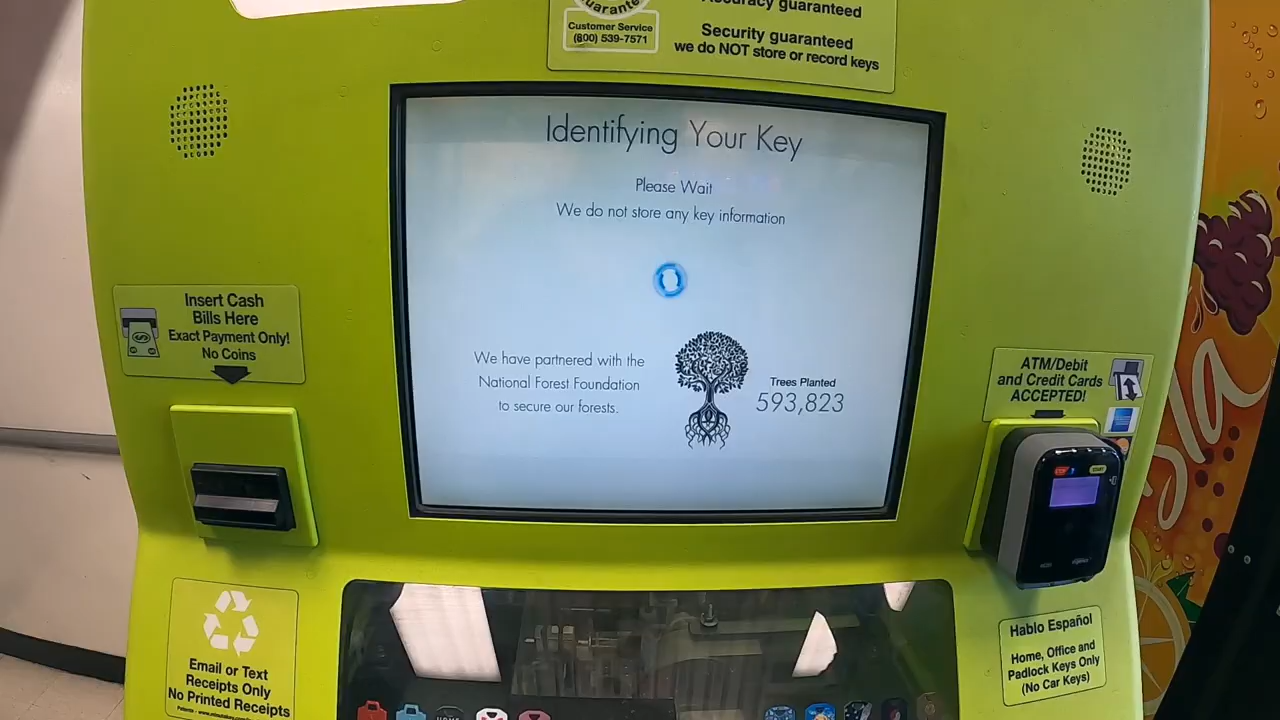 Guarantee
Customer Service
(800) 539-7571
Accuracy guaranteed
Security guaranteed
we do NOT store or record keys
Identifying Your Key
Please Wait
We do not store any key information
We have partnered with the
National Forest Foundation
to secure our forests.
Trees Planted
593,823
Insert Cash
Bills Here
Exact Payment Only!
No Coins
ATM/Debit
and Credit Cards
ACCEPTED!
STOP
START
Email or Text
Receipts Only
No Printed Receipts
Hablo Español
Home, Office and
Padlock Keys Only
(No Car Keys)
HOME